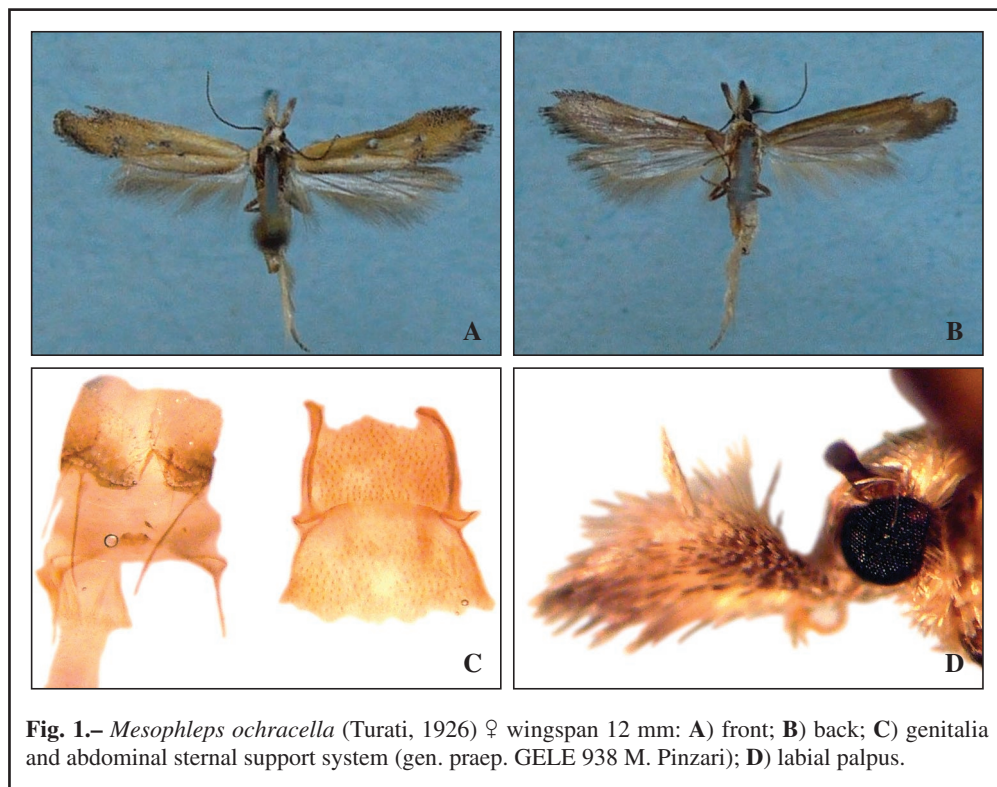 A
B
C
D
Fig. 1.– Mesophleps ochracella (Turati, 1926) ♀ wingspan 12 mm: A) front; B) back; C) genitalia
and abdominal sternal support system (gen. praep. GELE 938 M. Pinzari); D) labial palpus.